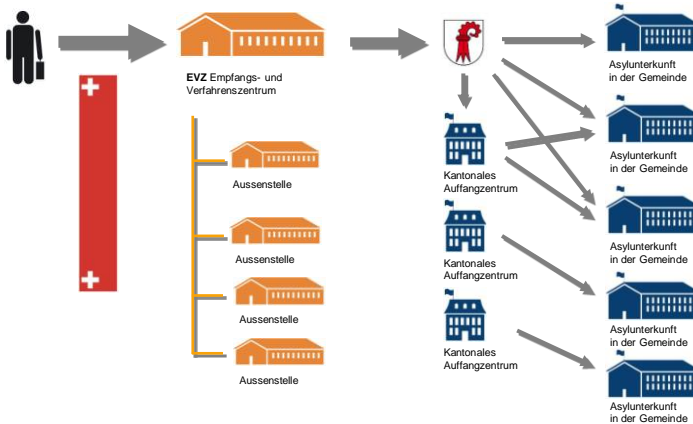 EVZ Empfangs- und
Verfahrenszentrum
Aussenstelle
Aussenstelle
Aussenstelle
Aussenstelle
Kantonales
Auffangzentrum
Kantonales
Auffangzentrum
Kantonales
Auffangzentrum
Asylunterkunft
in der Gemeinde
Asylunterkunft
in der Gemeinde
Asylunterkunft
in der Gemeinde
Asylunterkunft
in der Gemeinde
Asylunterkunft
in der Gemeinde